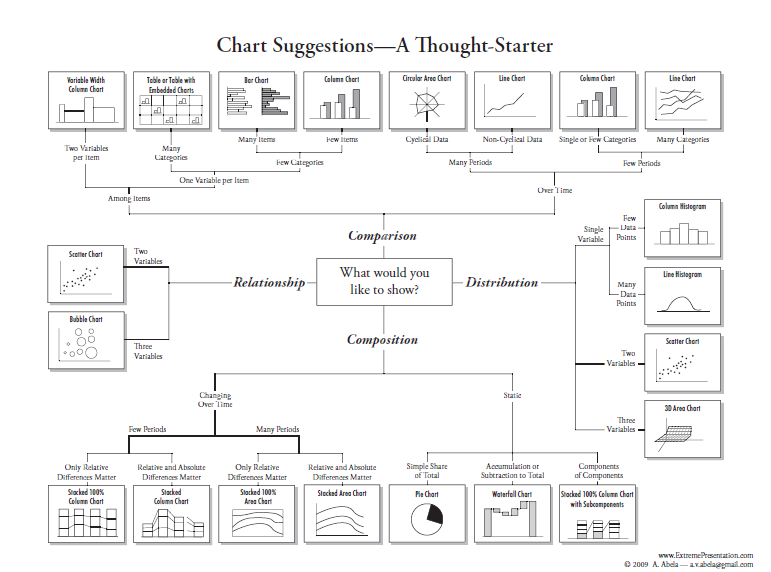 Chart Suggestions—A Thought-Starter
Variable Width
Column Chart
Table or Table with
Embedded Charts
Bar Chart
Column Chart
Circular Area Chart
Line Chart
Column Chart
Line Chart
Two Variables
per Item
Many
Categories
Many Items
Few Items
Cyclical Data
Non-Cyclical Data
Single or Few Categories
Many Categories
Few Categories
Many Periods
Few Periods
One Variable per Item
Among Items
Over Time
Comparison
What would you
like to show?
Relationship
Distribution
Composition
Scatter Chart
Two
Variables
Bubble Chart
Three
Variables
Single
Variable
Few
Data
Points
Column Histogram
Many
Data
Points
Line Histogram
Two
Variables
Scatter Chart
Three
Variables
3D Area Chart
Changing
Over Time
Static
Few Periods
Many Periods
Only Relative
Differences Matter
Relative and Absolute
Differences Matter
Only Relative
Differences Matter
Relative and Absolute
Differences Matter
Simple Share
of Total
Accumulation or
Subtraction to Total
Components
of Components
Stacked 100%
Column Chart
Stacked
Column Chart
Stacked 100%
Area Chart
Stacked Area Chart
Pie Chart
Waterfall Chart
Stacked 100% Column Chart
with Subcomponents
www.ExtremePresentation.com
© 2009 A. Abela — a.v.abela@gmail.com